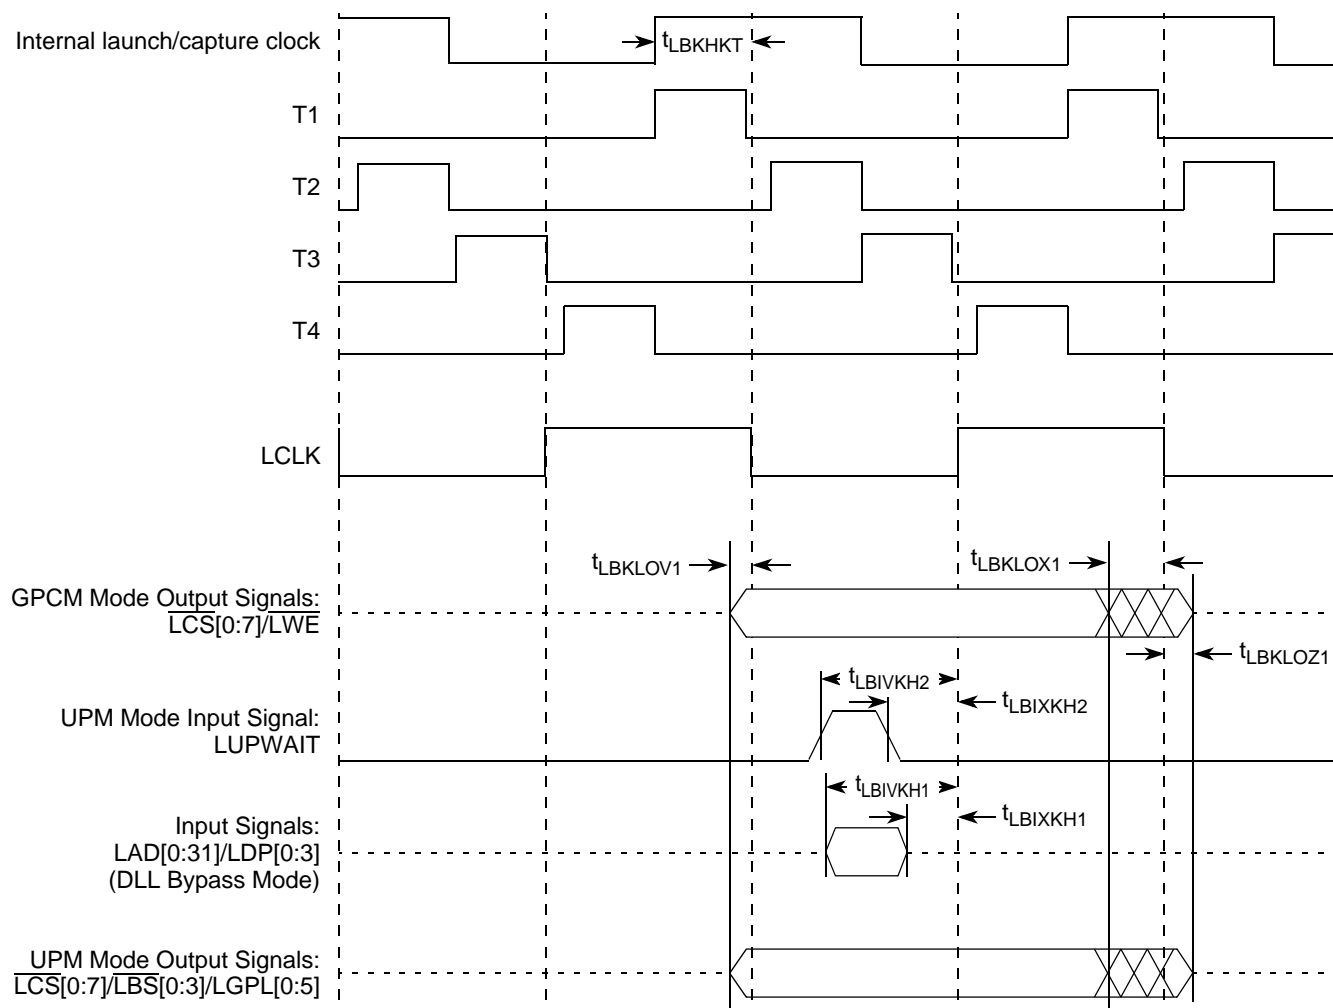 Internal launch/capture clock
tLBKHKT
T1
T2
T3
T4
LCLK
tLBKLOV1
tLBKLOX1
GPCM Mode Output Signals:
LCS[0:7]/LWE
tLBKLOZ1
tLBIVKH2
tLBIXKH2
UPM Mode Input Signal:
LUPWAIT
tLBIVKH1
tLBIXKH1
Input Signals:
LAD[0:31]/LDP[0:3]
(DLL Bypass Mode)
UPM Mode Output Signals:
LCS[0:7]/LBS[0:3]/LGPL[0:5]